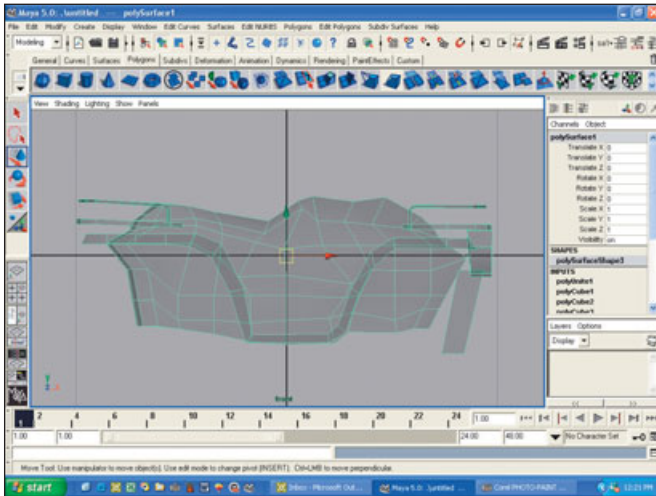 Maya 5.0: .\untitled --- polySurface1
File Edit Modify Create Display Window Edit Curves Surfaces Edit NURBS Polygons Edit Polygons Subdiv Surfaces Help
Modeling
General Curves Surfaces Polygons Subdivs Deformation Animation Dynamics Rendering PaintEffects Custom
View Shading Lighting Show Panels
Channels Object
polySurface1
Translate X 0
Translate Y 0
Translate Z 0
Rotate X 0
Rotate Y 0
Rotate Z 0
Scale X 1
Scale Y 1
Scale Z 1
Visibility on
SHAPES
polySurfaceShape3
INPUTS
polyUnite1
polyCube1
polyCube2
polyCube3
Layers Options
Display
front
1 2 4 6 8 10 12 14 16 18 20 22 24 1.00
1.00 1.00 24.00 48.00 No Character Set
Move Tool: Use manipulator to move object(s). Use edit mode to change pivot (INSERT). Ctrl+LMB to move perpendicular.
start Inbox - Microsoft Out... Maya 5.0: .\untitled ... Corel PHOTO-PAINT ... 12:21 PM